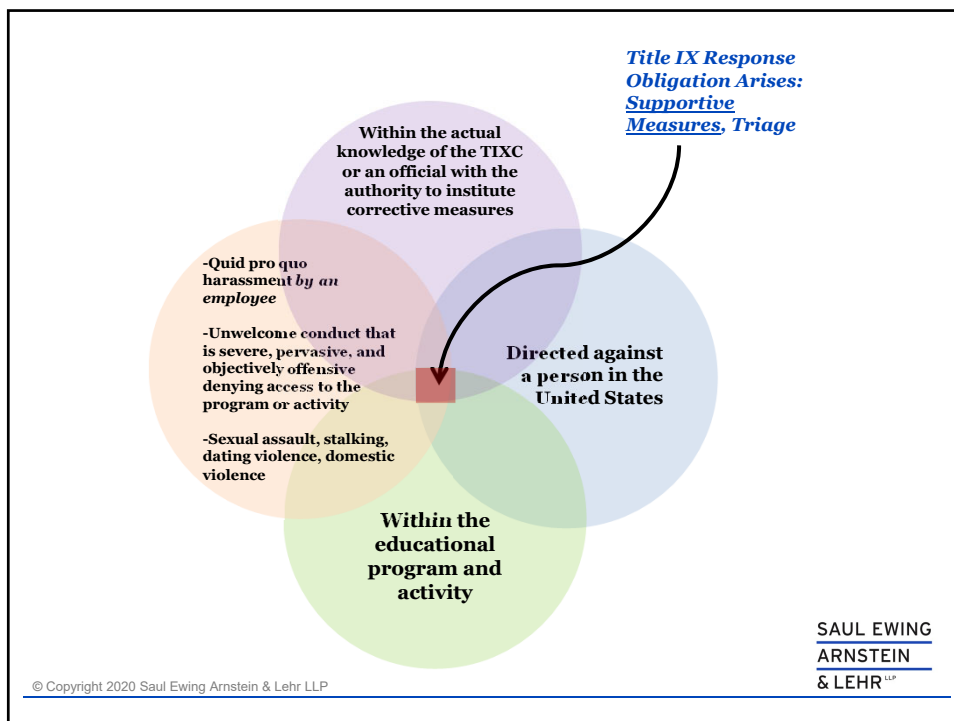 Title IX Response
Obligation Arises:
Supportive
Measures, Triage
Within the actual
knowledge of the TIXC
or an official with the
authority to institute
corrective measures
-Quid pro quo
harassment by an
employee
-Unwelcome conduct that
is severe, pervasive, and
objectively offensive
denying access to the
program or activity
-Sexual assault, stalking,
dating violence, domestic
violence
Directed against
a person in the
United States
Within the
educational
program and
activity
SAUL EWING
ARNSTEIN
& LEHR LLP
© Copyright 2020 Saul Ewing Arnstein & Lehr LLP